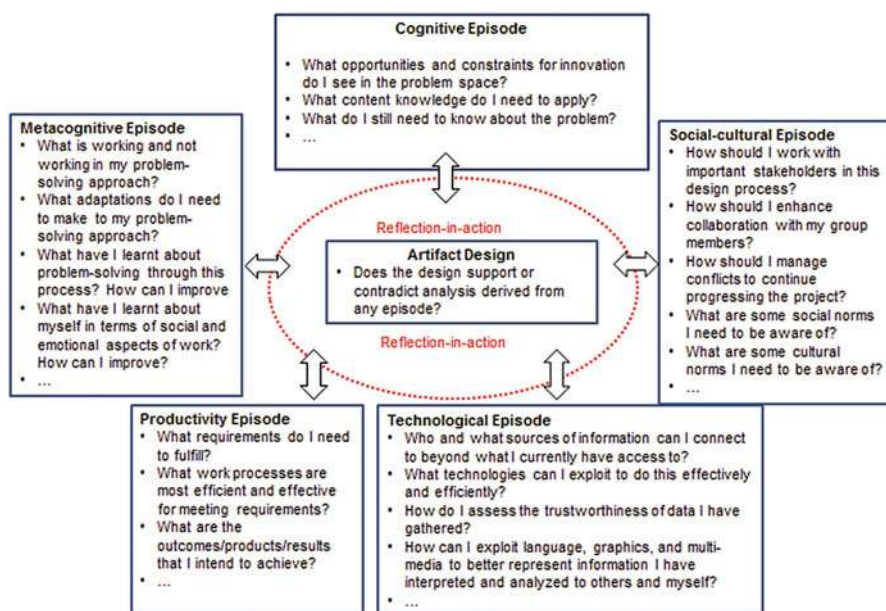 Cognitive Episode
• What opportunities and constraints for innovation
do I see in the problem space?
• What content knowledge do I need to apply?
• What do I still need to know about the problem?
• ...
Metacognitive Episode
• What is working and not
working in my problem-
solving approach?
• What adaptations do I need
to make to my problem-
solving approach?
• What have I learnt about
problem-solving through this
process? How can I improve
• What have I learnt about
myself in terms of social and
emotional aspects of work?
How can I improve?
• ...
Social-cultural Episode
• How should I work with
important stakeholders in this
design process?
• How should I enhance
collaboration with my group
members?
• How should I manage
conflicts to continue
progressing the project?
• What are some social norms
I need to be aware of?
• What are some cultural
norms I need to be aware of?
• ...
Reflection-in-action
Artifact Design
• Does the design support or
contradict analysis derived from
any episode?
Reflection-in-action
Productivity Episode
• What requirements do I need
to fulfill?
• What work processes are
most efficient and effective
for meeting requirements?
• What are the
outcomes/products/results
that I intend to achieve?
• ...
Technological Episode
• Who and what sources of information can I connect
to beyond what I currently have access to?
• What technologies can I exploit to do this effectively
and efficiently?
• How do I assess the trustworthiness of data I have
gathered?
• How can I exploit language, graphics, and multi-
media to better represent information I have
interpreted and analyzed to others and myself?
• ...